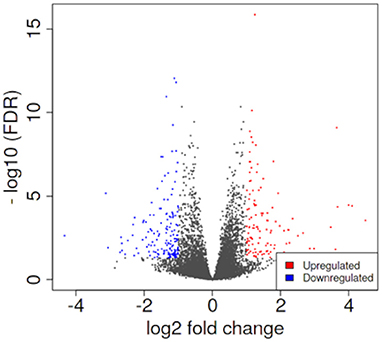 15
10
5
0
- log10 (FDR)
Upregulated
Downregulated
-4 -2 0 2 4
log2 fold change